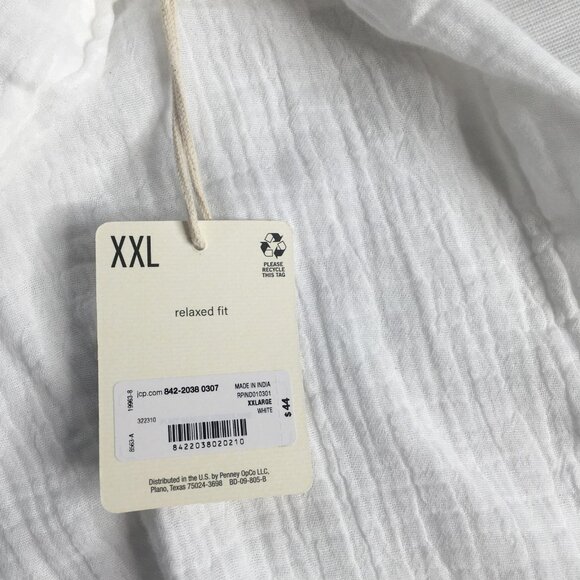 XXL
PLEASE
RECYCLE
THIS TAG
relaxed fit
19963-8
8563-A
jcp.com 842-2038 0307
322310
MADE IN INDIA
RPIND010301
XXLARGE
WHITE
$44
8422038020210
Distributed in the U.S. by Penney OpCo LLC,
Plano, Texas 75024-3698 BD-09-805-B